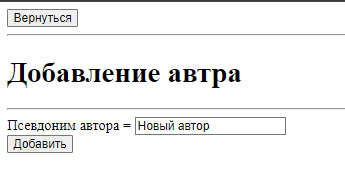 Вернуться
Добавление автра
Псевдоним автора = Новый автор
Добавить